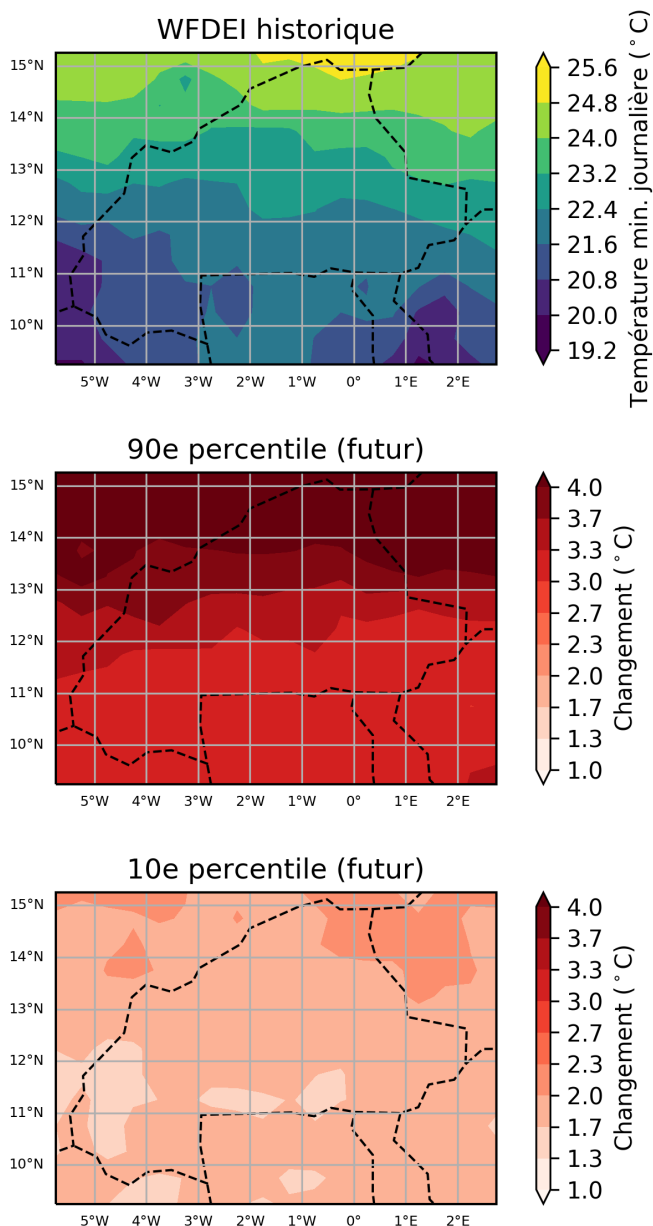 WFDEI historique
15°N
14°N
13°N
12°N
11°N
10°N
5°W
4°W
3°W
2°W
1°W
0°
1°E
2°E
25.6
24.8
24.0
23.2
22.4
21.6
20.8
20.0
19.2
Température min. journalière (°C)
90e percentile (futur)
15°N
14°N
13°N
12°N
11°N
10°N
5°W
4°W
3°W
2°W
1°W
0°
1°E
2°E
4.0
3.7
3.3
3.0
2.7
2.3
2.0
1.7
1.3
1.0
Changement (°C)
10e percentile (futur)
15°N
14°N
13°N
12°N
11°N
10°N
5°W
4°W
3°W
2°W
1°W
0°
1°E
2°E
4.0
3.7
3.3
3.0
2.7
2.3
2.0
1.7
1.3
1.0
Changement (°C)